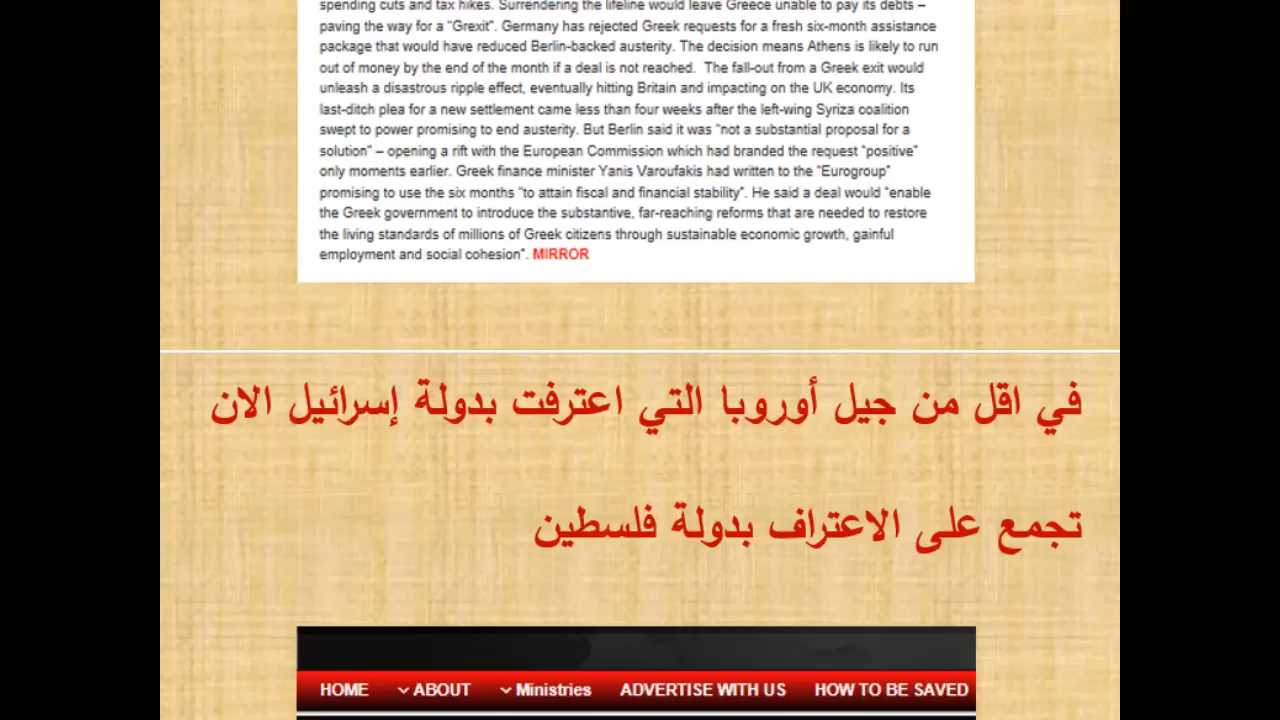 spending cuts and tax hikes. Surrendering the lifeline would leave Greece unable to pay its debts –
paving the way for a "Grexit". Germany has rejected Greek requests for a fresh six-month assistance
package that would have reduced Berlin-backed austerity. The decision means Athens is likely to run
out of money by the end of the month if a deal is not reached.  The fall-out from a Greek exit would
unleash a disastrous ripple effect, eventually hitting Britain and impacting on the UK economy. Its
last-ditch plea for a new settlement came less than four weeks after the left-wing Syriza coalition
swept to power promising to end austerity. But Berlin said it was "not a substantial proposal for a
solution" – opening a rift with the European Commission which had branded the request "positive"
only moments earlier. Greek finance minister Yanis Varoufakis had written to the "Eurogroup"
promising to use the six months "to attain fiscal and financial stability". He said a deal would "enable
the Greek government to introduce the substantive, far-reaching reforms that are needed to restore
the living standards of millions of Greek citizens through sustainable economic growth, gainful
employment and social cohesion". MIRROR
في اقل من جيل أوروبا التي اعترفت بدولة إسرائيل الان
تجمع على الاعتراف بدولة فلسطين
HOME ABOUT Ministries ADVERTISE WITH US HOW TO BE SAVED